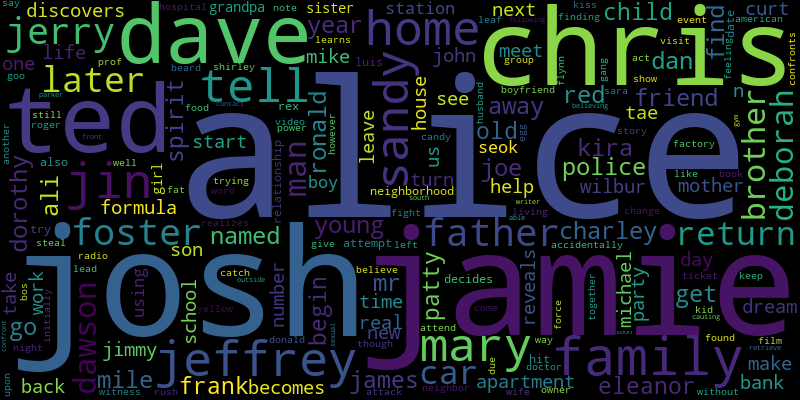 say
hospital
grandpa
note
sister
year
station
next
leaf
kiss
event
curt
american
discovers
dave
chris
jerry
prof
shirley
learns
mike
luis
john
meet
child
find
date
feeling
visit
confronts
one
life
goo
beard
tell
home
group
gang
dan
lynn
act
show
later
ted
alice
sandy
house
see
away
red
friend
n
sara
husband
boyfriend
believing
parker
still
roger
spirit
food
rex
video
power
ronald
however
contact
front
candy
egg
old
us
tae
story
factory
another
also
start
man
leave
seok
kira
like
book
gym
brother
deborah
dorothy
ali
jin
well
girl
fat
trying
word
relationship
boy
neighborhood
turn
joe
help
police
wilbur
mother
formula
south
writer
living
change
fight
try
steal
foster
named
realizes
young
father
charley
return
accidentally
josh
jamie
give
attempt
left
radio
son
lead
catch
outside
number
begin
mr
time
real
new
believe
patty
decides
reveals
michael
party
day
ticket
get
keep
dream
take
bos
work
initially
go
dawson
using
school
yellow
come
force
together
kid
causing
found
film
confront
night
jimmy
jeffrey
donald
sexual
though
mary
attend
due
hit
doctor
way
family
make
retrieve
upon
back
mile
witness
rush
frank
becomes
james
attack
car
neighbor
apartment
wife
owner
eleanor
without
bank